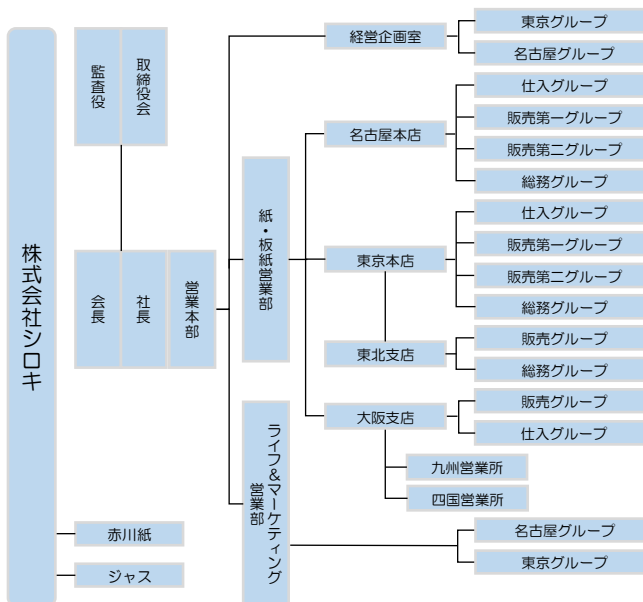 株式会社シロキ
監査役
取締役会
会長
社長
営業本部
赤川紙
ジャス
紙・板紙営業部
ライフ&マーケティング
営業部
経営企画室
東京グループ
名古屋グループ
名古屋本店
仕入グループ
販売第一グループ
販売第二グループ
総務グループ
東京本店
仕入グループ
販売第一グループ
販売第二グループ
総務グループ
東北支店
販売グループ
総務グループ
大阪支店
販売グループ
仕入グループ
九州営業所
四国営業所
名古屋グループ
東京グループ